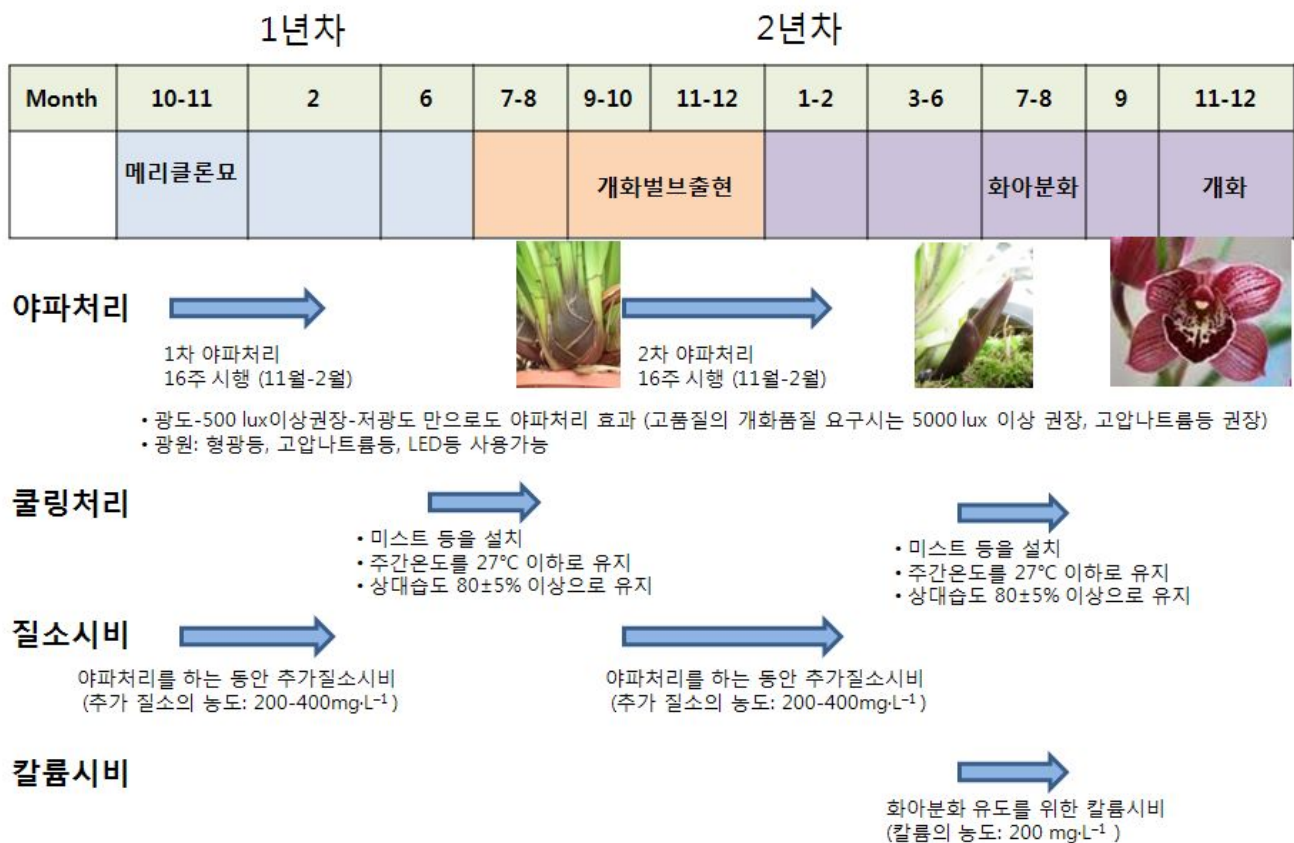 1년차 2년차
Month 10-11 2 6 7-8 9-10 11-12 1-2 3-6 7-8 9 11-12
메리클론묘 개화벌브출현 화아분화 개화
야파처리
1차 야파처리 2차 야파처리
16주 시행 (11월-2월) 16주 시행 (11월-2월)
• 광도-500 lux이상권장-저광도 만으로도 야파처리 효과 (고품질의 개화품질 요구시는 5000 lux 이상 권장, 고압나트륨등 권장)
• 광원: 형광등, 고압나트륨등, LED등 사용가능
쿨링처리
• 미스트 등을 설치 • 미스트 등을 설치
• 주간온도를 27℃ 이하로 유지 • 주간온도를 27℃ 이하로 유지
• 상대습도 80±5% 이상으로 유지 • 상대습도 80±5% 이상으로 유지
질소시비
야파처리를 하는 동안 추가질소시비 야파처리를 하는 동안 추가질소시비
(추가 질소의 농도: 200-400mg·L⁻¹ ) (추가 질소의 농도: 200-400mg·L⁻¹ )
칼륨시비
화아분화 유도를 위한 칼륨시비
(칼륨의 농도: 200 mg·L⁻¹ )